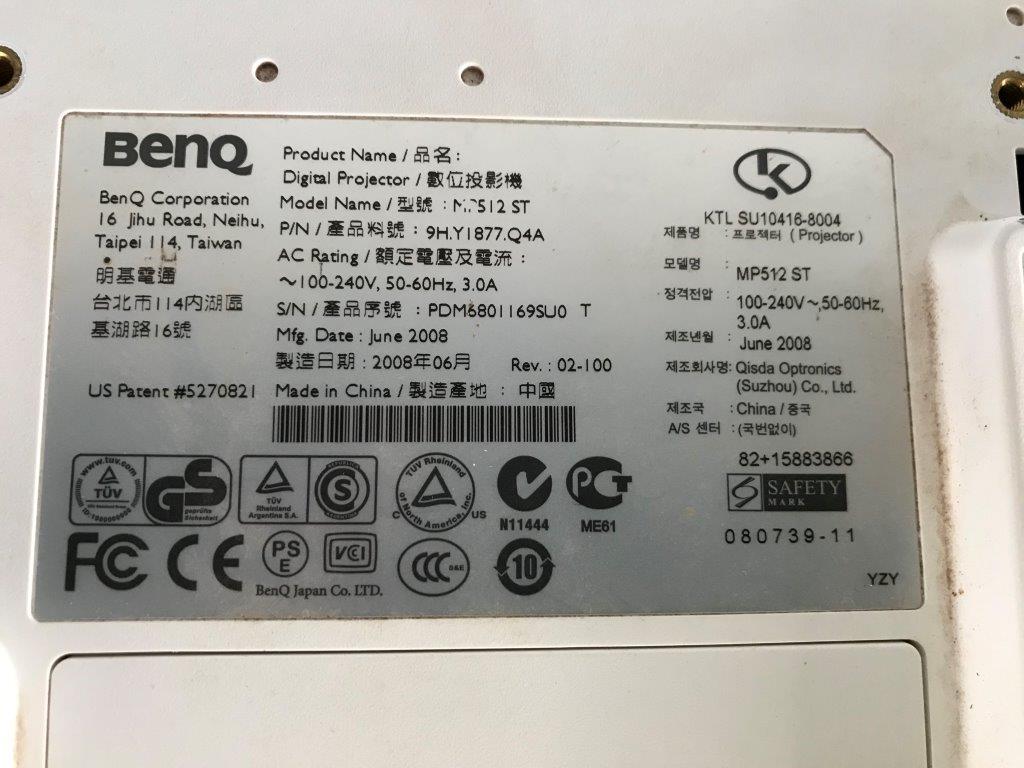 BenQ
BenQ Corporation
16 Jihu Road, Neihu,
Taipei 114, Taiwan
明基電通
台北市114內湖區
基湖路16號
US Patent #5270821
Product Name / 品名:
Digital Projector / 數位投影機
Model Name / 型號 : MP512 ST
P/N / 產品料號 : 9H.Y1877.Q4A
AC Rating / 額定電壓及電流 :
～100-240V, 50-60Hz, 3.0A
S/N / 產品序號 : PDM6801169SU0 T
Mfg. Date : June 2008
製造日期 : 2008年06月 Rev. : 02-100
Made in China / 製造產地 : 中國
K
KTL SU10416-8004
제품명 : 프로젝터 ( Projector )
모델명 : MP512 ST
정격전압 : 100-240V～,50-60Hz,
3.0A
제조년월 : June 2008
제조회사명: Qisda Optronics
(Suzhou) Co., Ltd.
제조국 : China / 중국
A/S 센터 : (국번없이)
82+15883866
SAFETY
MARK
080739-11
YZY
www.tuv.com
TÜV
GS
geprüfte
Sicherheit
TÜV
Rheinland
Argentina S.A.
S
TÜV Rheinland
of North America, Inc.
C US
N11444
PCT
ME61
FC CE
PS
E
VCI
BenQ Japan Co. LTD.
CCC
S&E
10